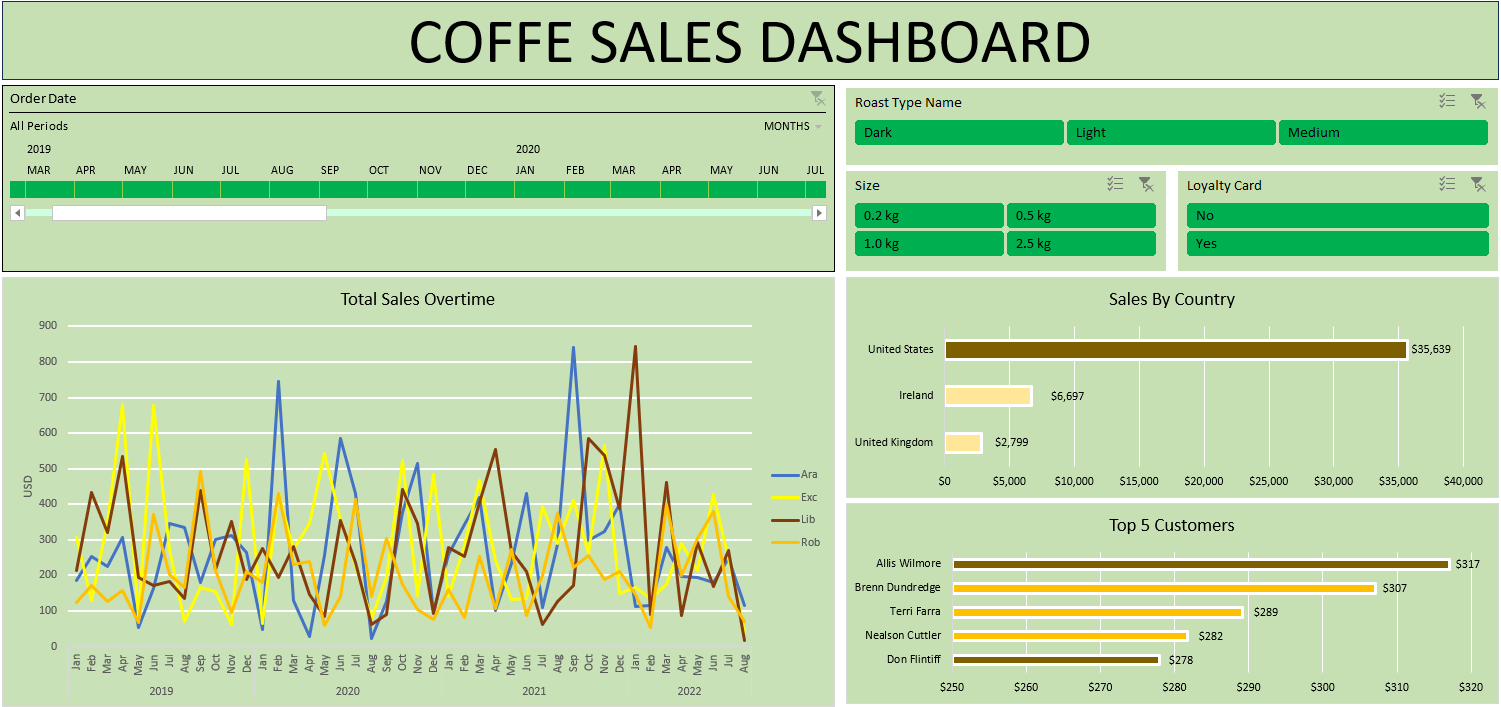 COFFE SALES DASHBOARD
Order Date
All Periods MONTHS
2019 2020
MAR APR MAY JUN JUL AUG SEP OCT NOV DEC JAN FEB MAR APR MAY JUN JUL
Roast Type Name
Dark Light Medium
Size
0.2 kg 0.5 kg
1.0 kg 2.5 kg
Loyalty Card
No
Yes
Total Sales Overtime
USD
900
800
700
600
500
400
300
200
100
0
Jan Feb Mar Apr May Jun Jul Aug Sep Oct Nov Dec Jan Feb Mar Apr May Jun Jul Aug Sep Oct Nov Dec Jan Feb Mar Apr May Jun Jul Aug Sep Oct Nov Dec Jan Feb Mar Apr May Jun Jul Aug
2019 2020 2021 2022
Ara
Exc
Lib
Rob
Sales By Country
United States $35,639
Ireland $6,697
United Kingdom $2,799
$0 $5,000 $10,000 $15,000 $20,000 $25,000 $30,000 $35,000 $40,000
Top 5 Customers
Allis Wilmore $317
Brenn Dundredge $307
Terri Farra $289
Nealson Cuttler $282
Don Flintiff $278
$250 $260 $270 $280 $290 $300 $310 $320